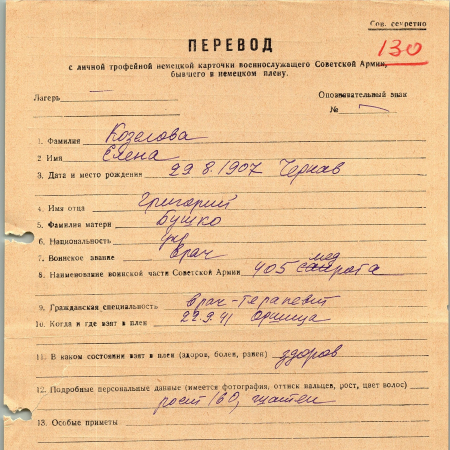 Сов. секретно
130
ПЕРЕВОД
с личной трофейной немецкой карточки военнослужащего Советской Армии,
бывшего в немецком плену.
Лагерь
Опознавательный знак
№
1. Фамилия Козелова
2 Имя Елена
3. Дата и место рождения 29 8. 1907 Чернав
4. Имя отца Григорий
5. Фамилия матери Бушко
6. Национальность укр
7. Воинское звание врач
мед
8. Наименование воинской части Советской Армии 405 санрота
9. Гражданская специальность врач-терапевт
10. Когда и где взят в плен 22.9.41 Оржица
11. В каком состоянии взят в плен (здоров, болен, ранен) здоров
12. Подробные персональные данные (имеется фотография, оттиск пальцев, рост, цвет волос)
рост 160, шатен
13. Особые приметы